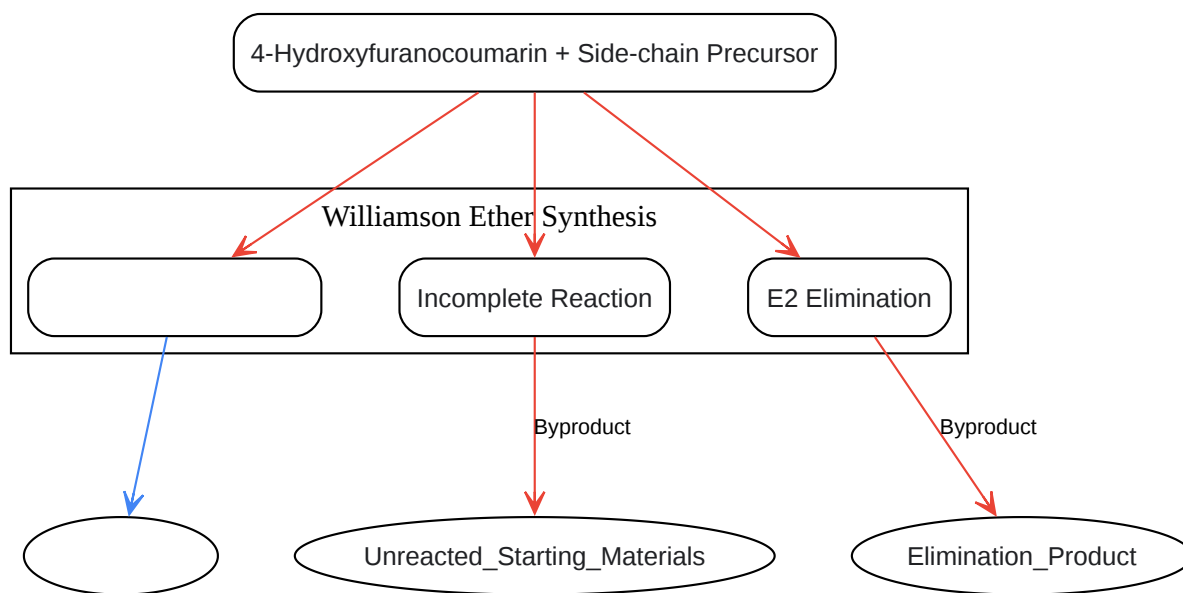 4-Hydroxyfuranocoumarin + Side-chain Precursor
Williamson Ether Synthesis
Incomplete Reaction
E2 Elimination
Byproduct
Byproduct
Unreacted_Starting_Materials
Elimination_Product